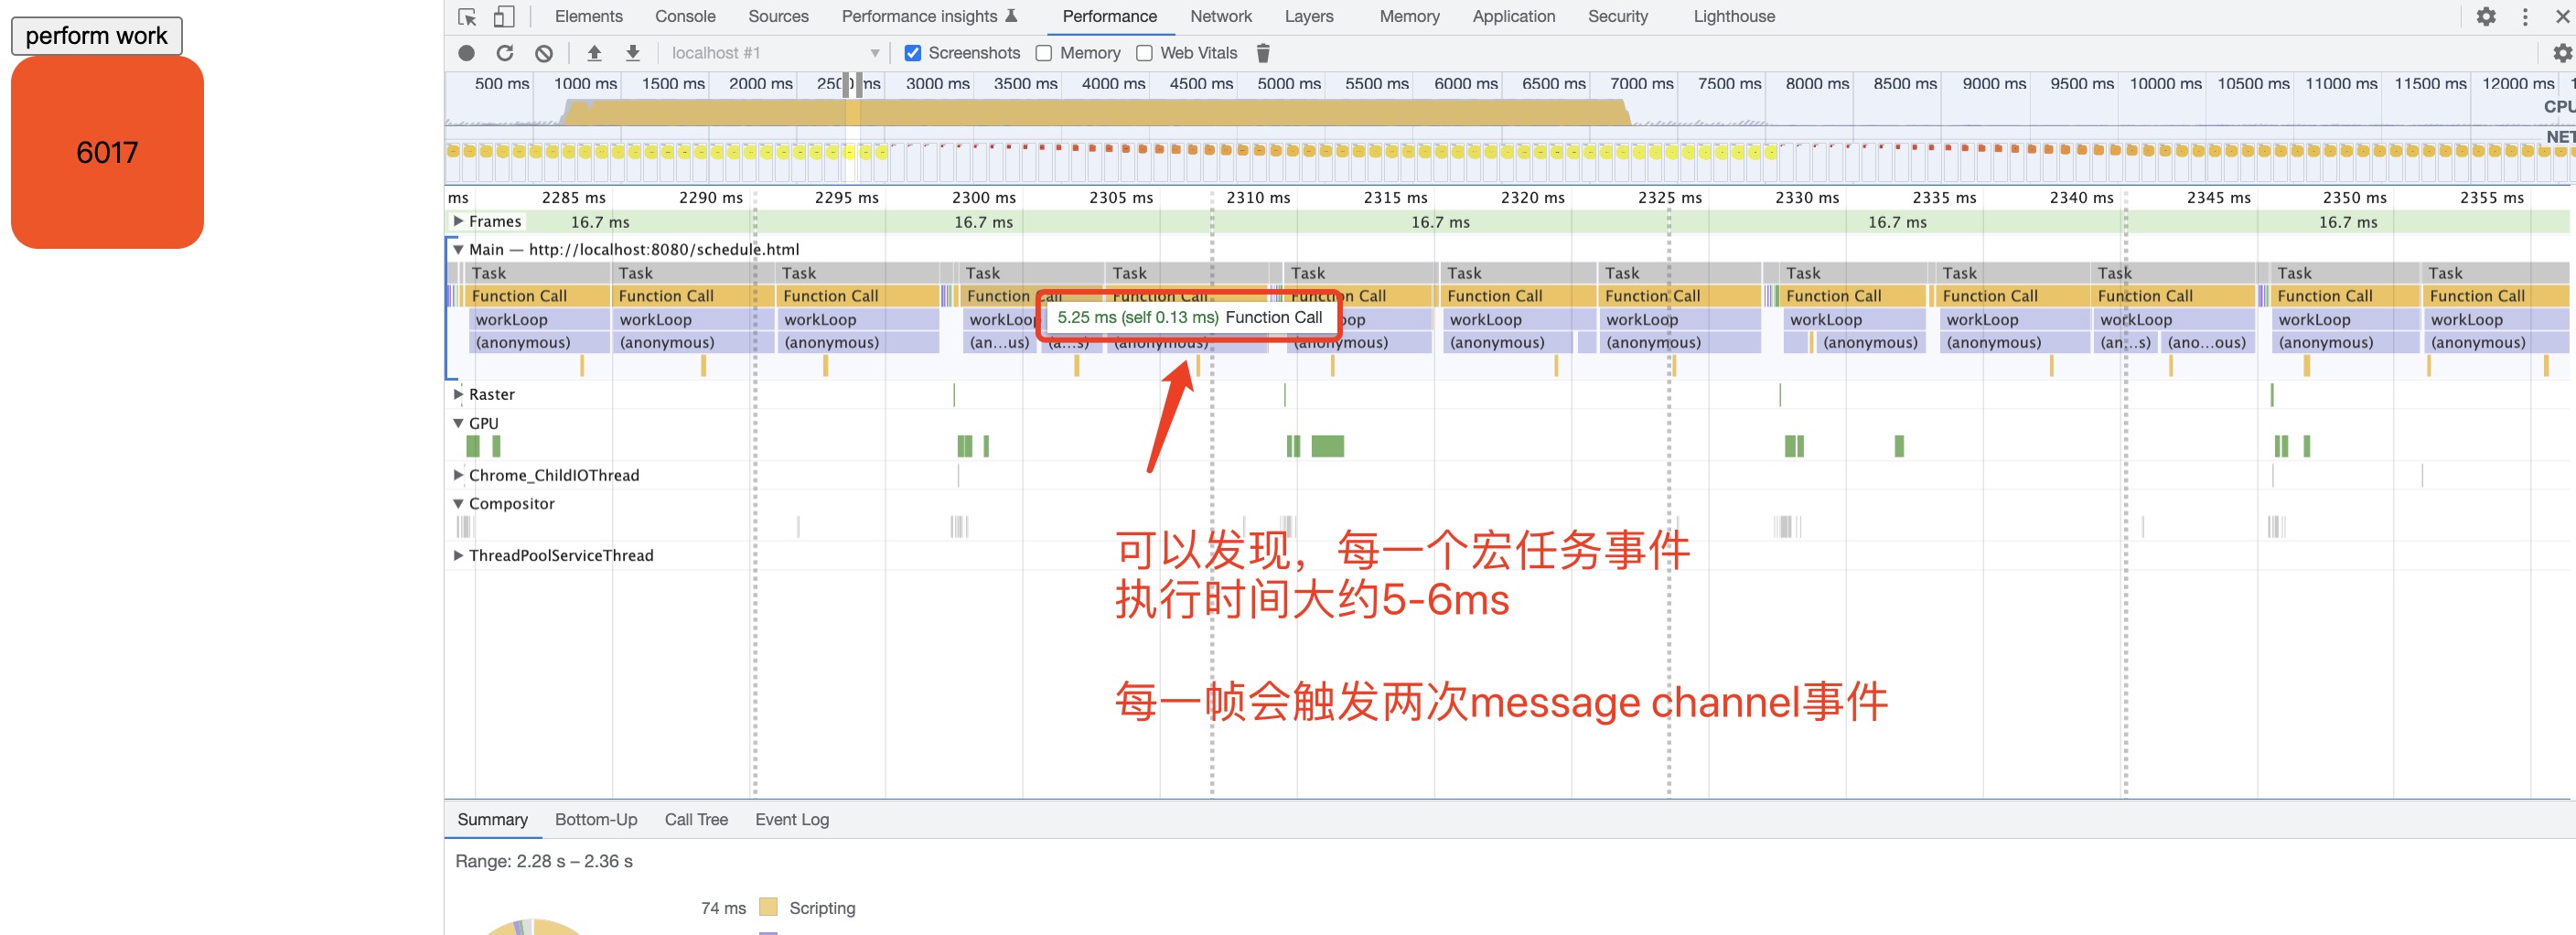 perform work
6017
Elements Console Sources Performance insights Performance Network Layers Memory Application Security Lighthouse
localhost #1 Screenshots Memory Web Vitals
500 ms 1000 ms 1500 ms 2000 ms 2500 ms 3000 ms 3500 ms 4000 ms 4500 ms 5000 ms 5500 ms 6000 ms 6500 ms 7000 ms 7500 ms 8000 ms 8500 ms 9000 ms 9500 ms 10000 ms 10500 ms 11000 ms 11500 ms 12000 ms
CPU
NET
ms 2285 ms 2290 ms 2295 ms 2300 ms 2305 ms 2310 ms 2315 ms 2320 ms 2325 ms 2330 ms 2335 ms 2340 ms 2345 ms 2350 ms 2355 ms
Frames 16.7 ms 16.7 ms 16.7 ms 16.7 ms 16.7 ms
Main — http://localhost:8080/schedule.html
Task Task Task Task Task Task Task Task Task Task Task Task Task
Function Call Function Call Function Call Function Call Function Call Function Call Function Call Function Call Function Call Function Call Function Call Function Call Function Call
workLoop workLoop workLoop workLoop 5.25 ms (self 0.13 ms) Function Call oop workLoop workLoop workLoop workLoop workLoop workLoop workLoop
(anonymous) (anonymous) (anonymous) (an...us) (a...s) (anonymous) (anonymous) (anonymous) (anonymous) (anonymous) (anonymous) (an...s) (ano...ous) (anonymous) (anonymous)
Raster
GPU
Chrome_ChildIOThread
Compositor
ThreadPoolServiceThread
可以发现，每一个宏任务事件
执行时间大约5-6ms
每一帧会触发两次message channel事件
Summary Bottom-Up Call Tree Event Log
Range: 2.28 s – 2.36 s
74 ms Scripting